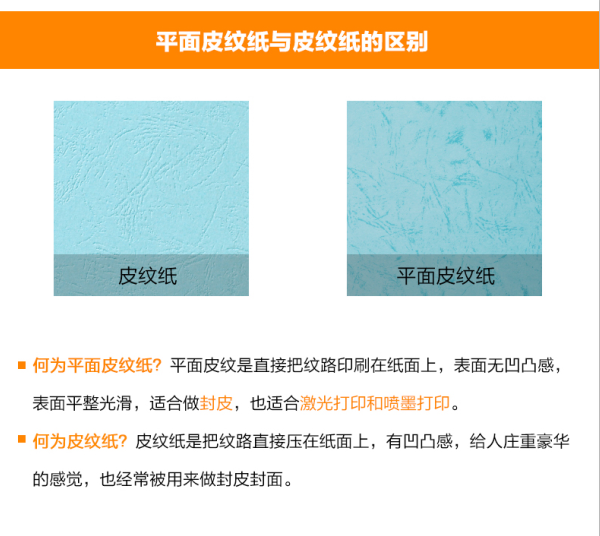 平面皮纹纸与皮纹纸的区别
皮纹纸
平面皮纹纸
何为平面皮纹纸？平面皮纹是直接把纹路印刷在纸面上，表面无凹凸感，
表面平整光滑，适合做封皮，也适合激光打印和喷墨打印。
何为皮纹纸？皮纹纸是把纹路直接压在纸面上，有凹凸感，给人庄重豪华
的感觉，也经常被用来做封皮封面。